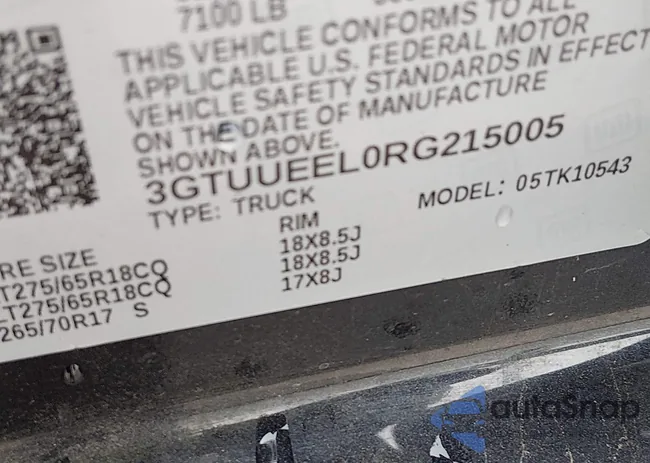 7100 LB
THIS VEHICLE CONFORMS TO ALL
APPLICABLE U.S. FEDERAL MOTOR
VEHICLE SAFETY STANDARDS IN EFFECT
ON THE DATE OF MANUFACTURE
SHOWN ABOVE.
3GTUUEEL0RG215005
TYPE: TRUCK
MODEL: 05TK10543
RE SIZE
RIM
T275/65R18CQ
18X8.5J
LT275/65R18CQ
18X8.5J
265/70R17 S
17X8J
autoSnap